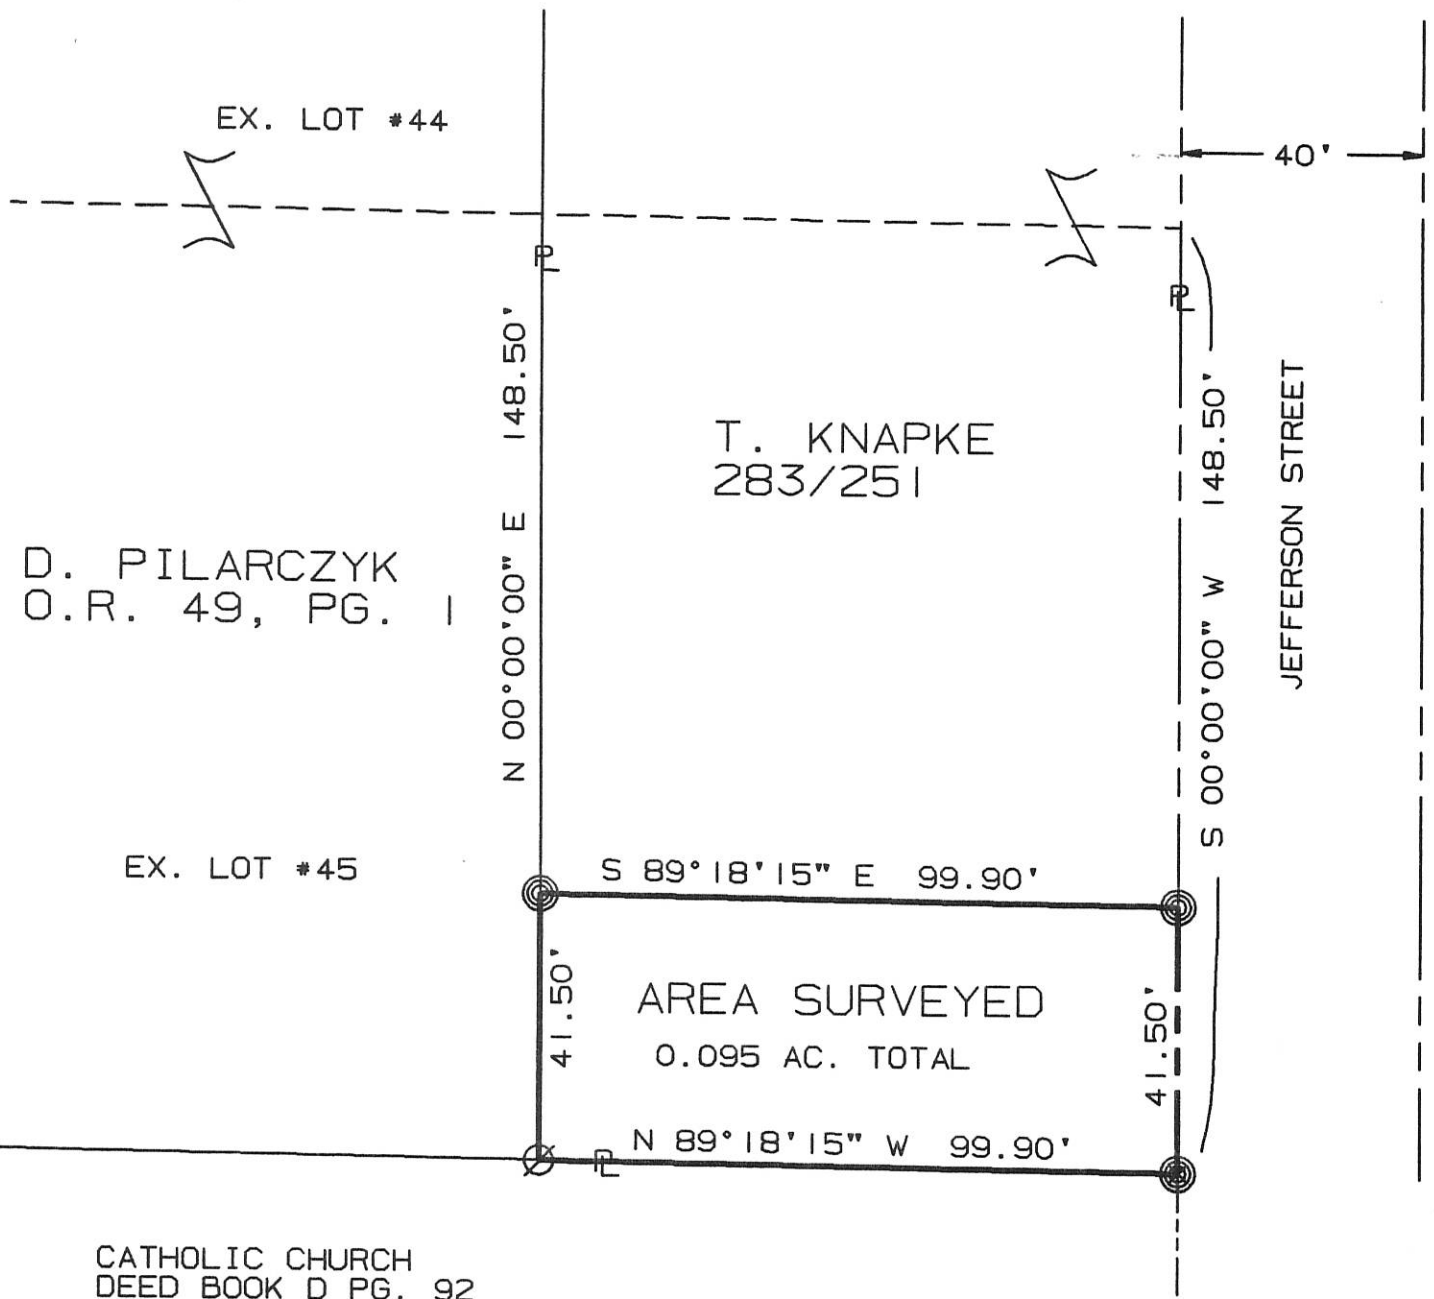 EX. LOT #44
40'
PL
PL
N 00°00'00" E 148.50'
T. KNAPKE
283/251
S 00°00'00" W 148.50'
JEFFERSON STREET
D. PILARCZYK
O.R. 49, PG. 1
EX. LOT #45
S 89°18'15" E 99.90'
41.50'
AREA SURVEYED
0.095 AC. TOTAL
41.50'
N 89°18'15" W 99.90'
PL
CATHOLIC CHURCH
DEED BOOK D PG. 92